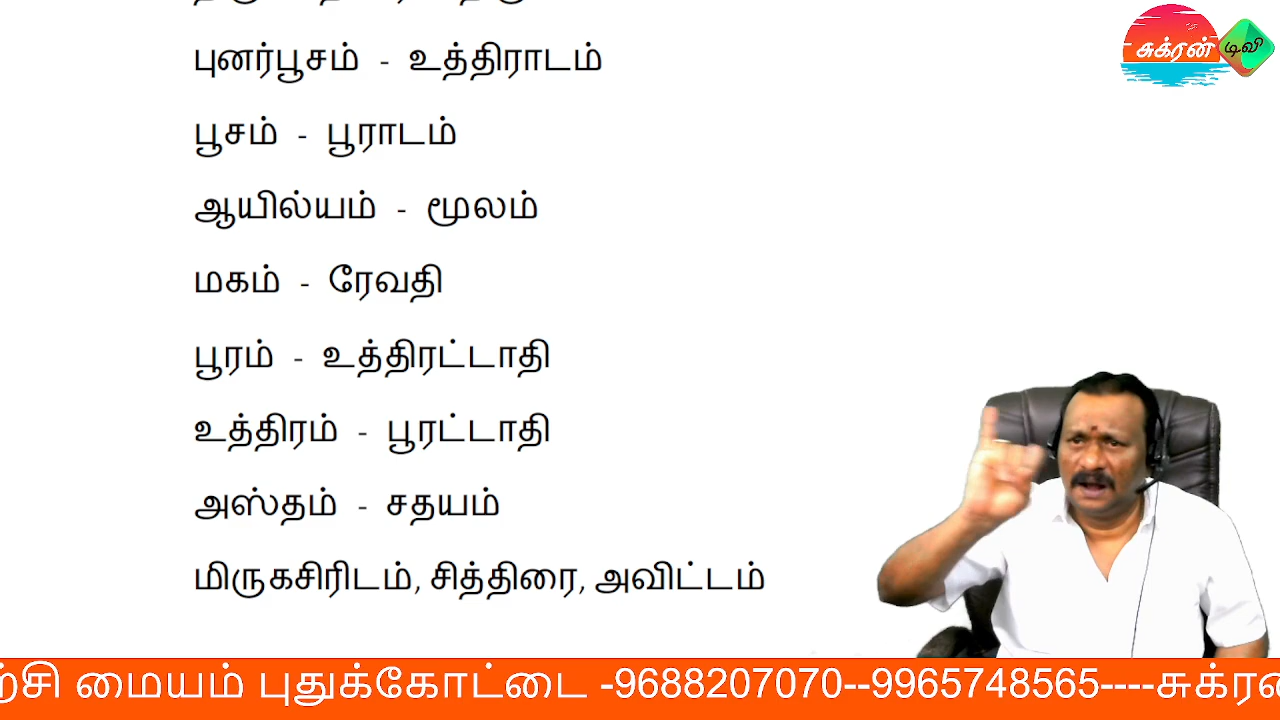 சுக்ரன் டிவி
புனர்பூசம் - உத்திராடம்
பூசம் - பூராடம்
ஆயில்யம் - மூலம்
மகம் - ரேவதி
பூரம் - உத்திரட்டாதி
உத்திரம் - பூரட்டாதி
அஸ்தம் - சதயம்
மிருகசிரிடம், சித்திரை, அவிட்டம்
ற்சி மையம் புதுக்கோட்டை -9688207070--9965748565----சுக்ரன